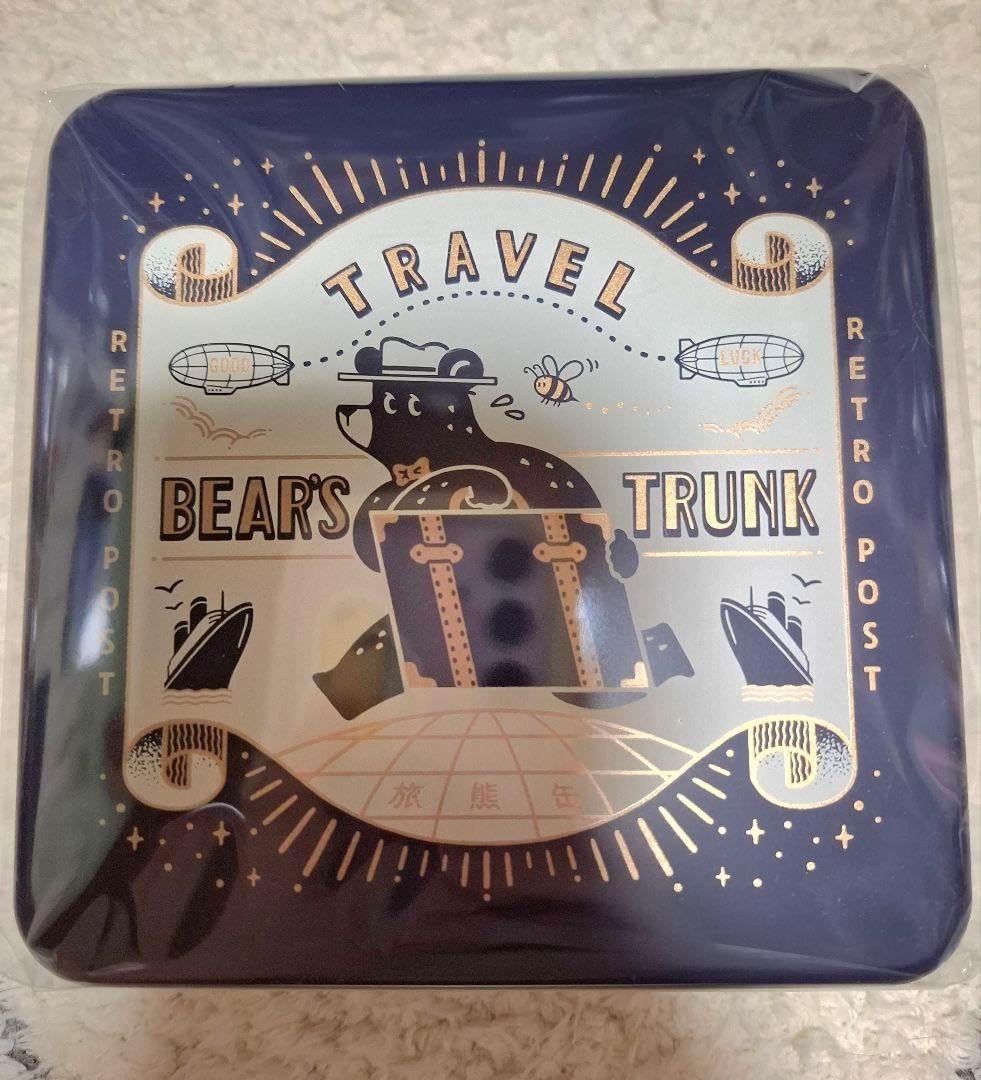 TRAVEL
GOOD
LUCK
BEAR'S TRUNK
RETRO POST
RETRO POST
旅熊缶